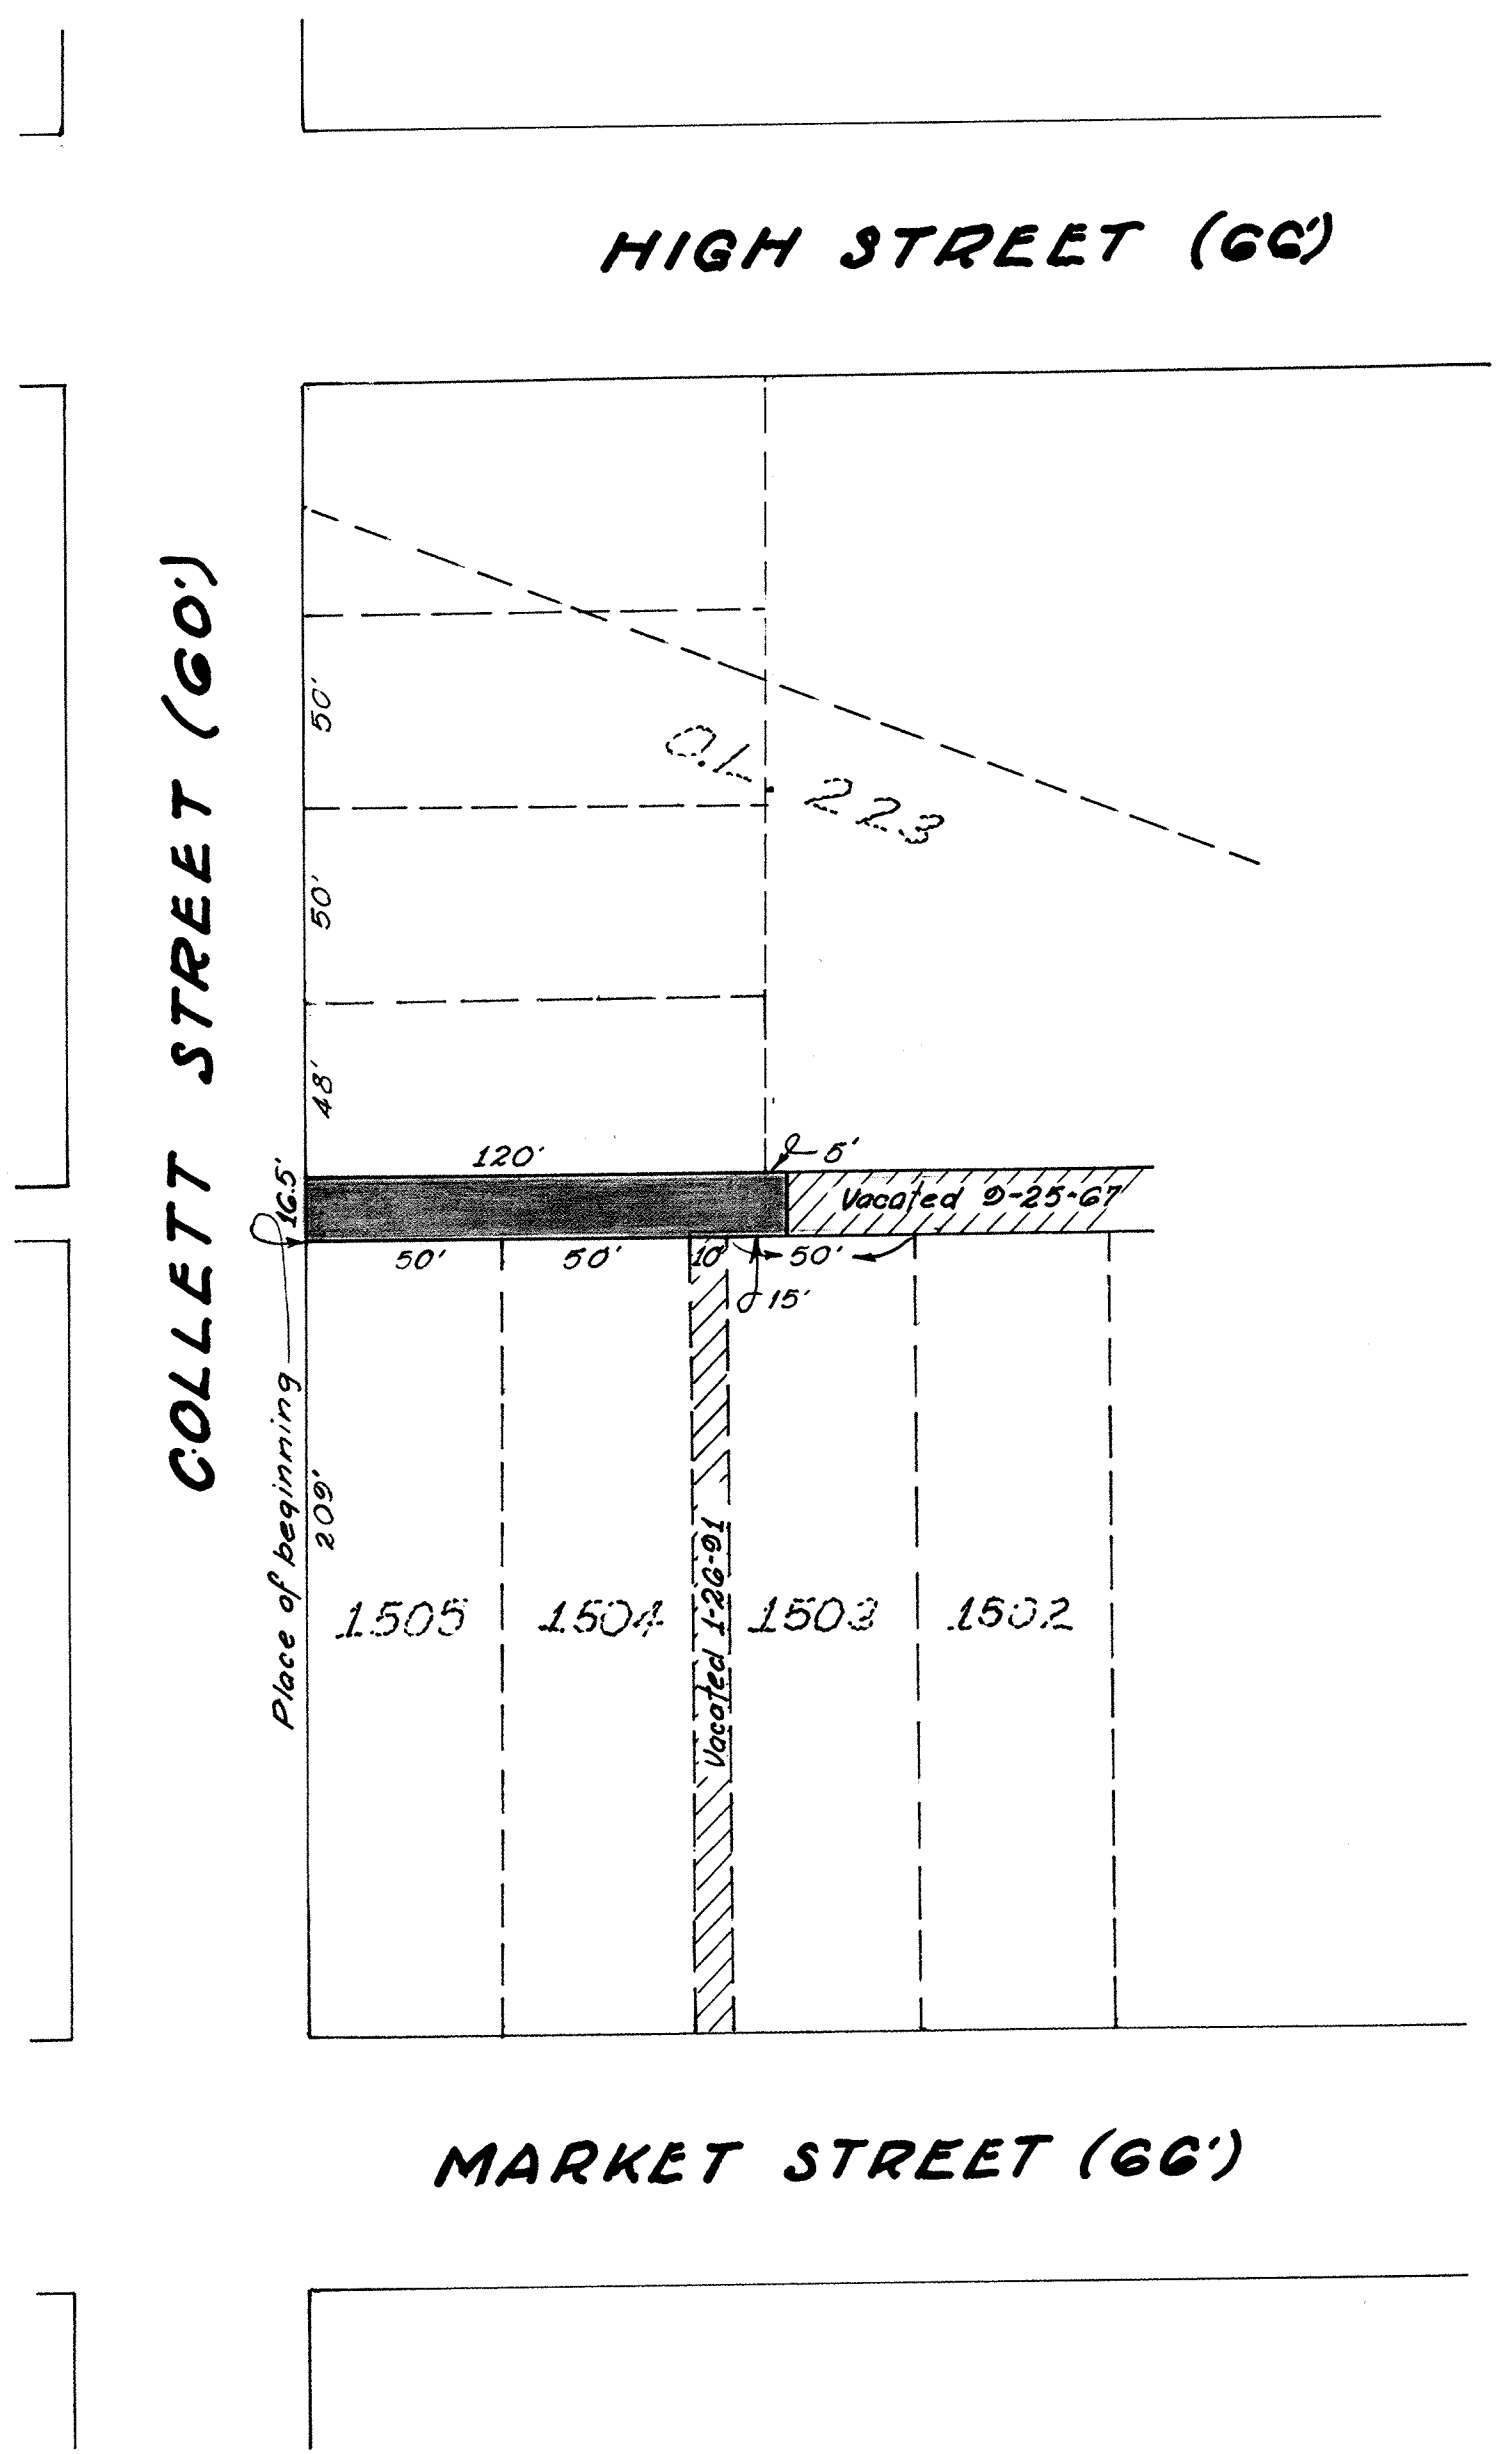 HIGH STREET (66')
COLLETT STREET (60')
50'
O.L. 223
50'
48'
120'
5'
16.5'
Vacated 9-25-67
50'
50'
10'
50'
15'
Place of beginning
209'
Vacated 1-26-91
1505
1504
1503
1502
MARKET STREET (66')